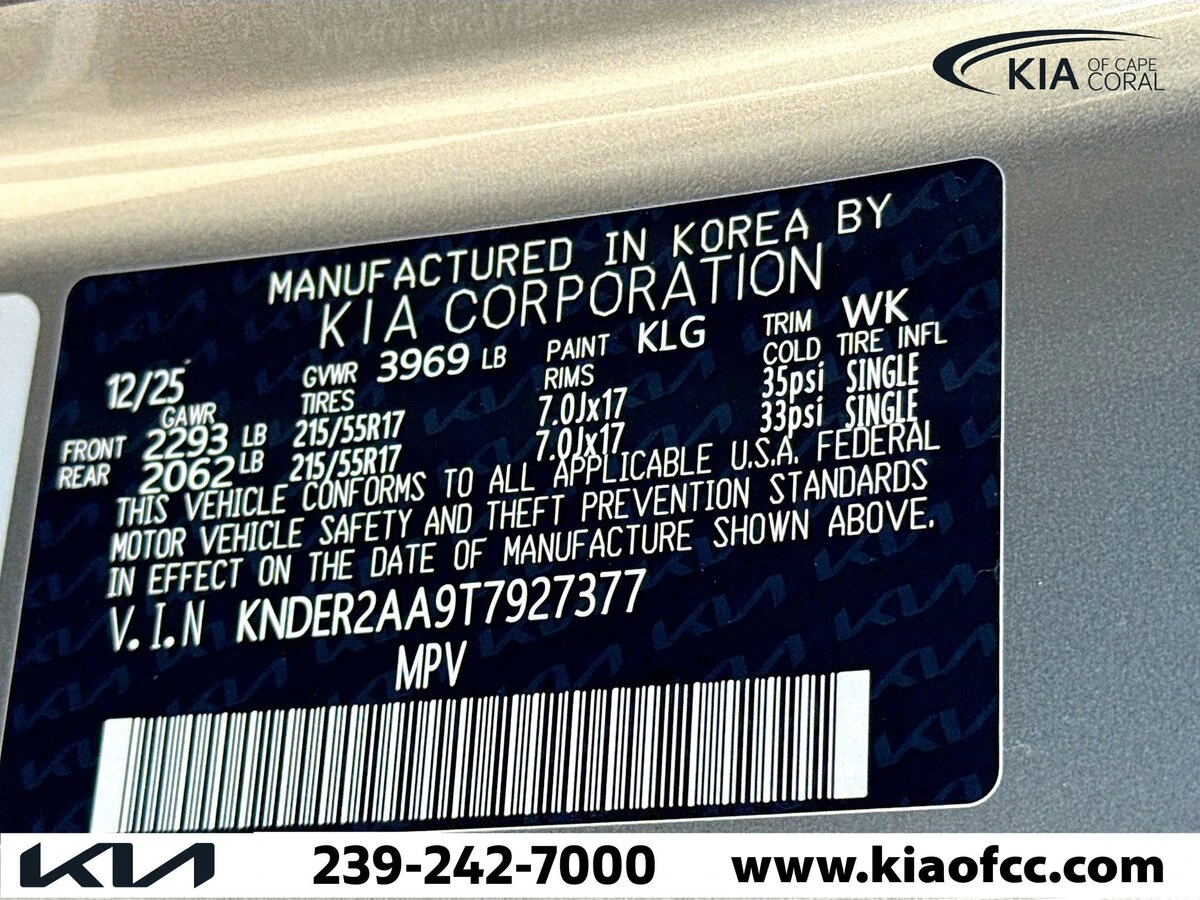 KIA OF CAPE CORAL
MANUFACTURED IN KOREA BY
KIA CORPORATION
12/25 GVWR 3969 LB PAINT KLG TRIM WK
GAWR TIRES RIMS COLD TIRE INFL
FRONT 2293 LB 215/55R17 7.0Jx17 35psi SINGLE
REAR 2062 LB 215/55R17 7.0Jx17 33psi SINGLE
THIS VEHICLE CONFORMS TO ALL APPLICABLE U.S.A. FEDERAL
MOTOR VEHICLE SAFETY AND THEFT PREVENTION STANDARDS
IN EFFECT ON THE DATE OF MANUFACTURE SHOWN ABOVE.
V.I.N KNDER2AA9T7927377
MPV
KIA 239-242-7000 www.kiaofcc.com